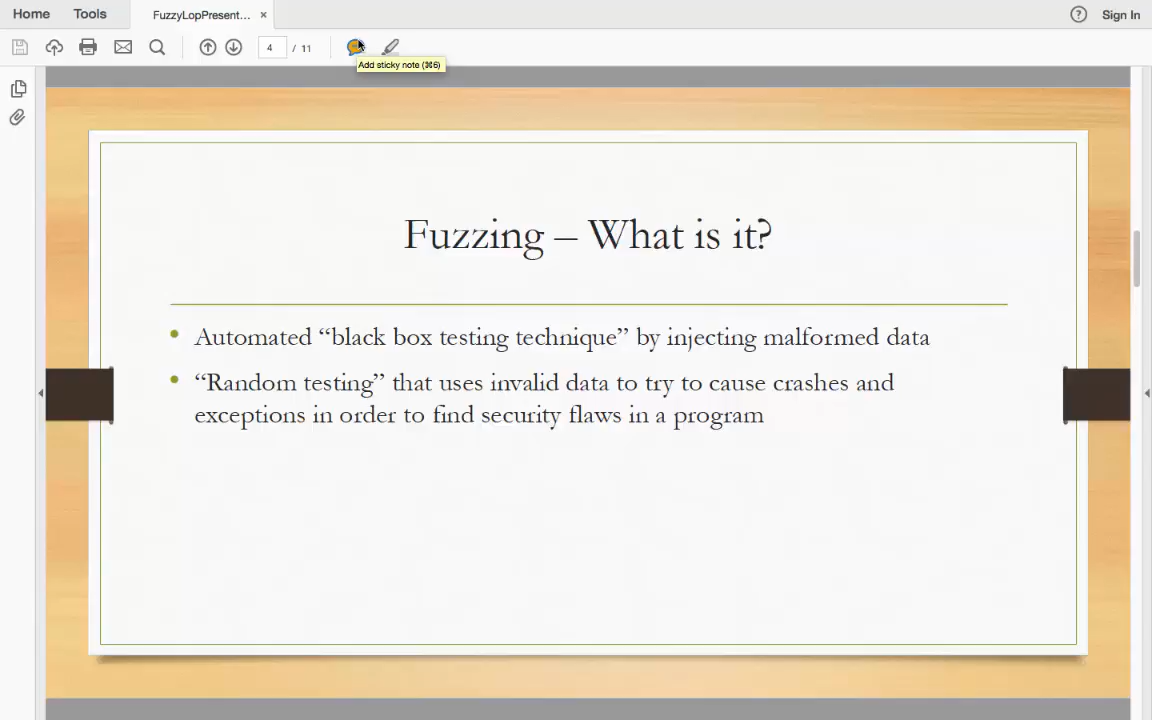 Home Tools FuzzyLopPresent... × ? Sign In
4 / 11
Add sticky note (⌘6)
Fuzzing – What is it?
• Automated “black box testing technique” by injecting malformed data
• “Random testing” that uses invalid data to try to cause crashes and
exceptions in order to find security flaws in a program